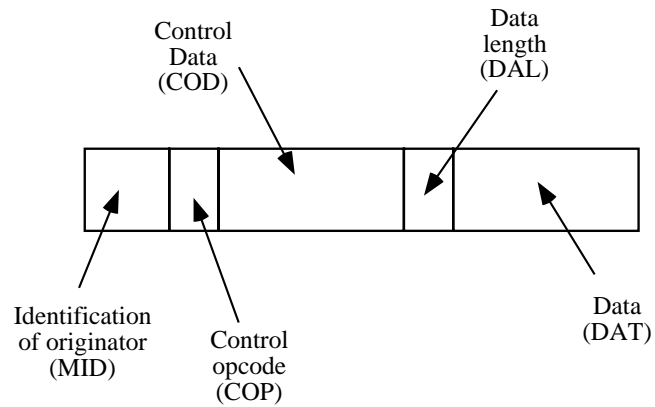 Control
Data
(COD)
Data
length
(DAL)
Identification
of originator
(MID)
Control
opcode
(COP)
Data
(DAT)